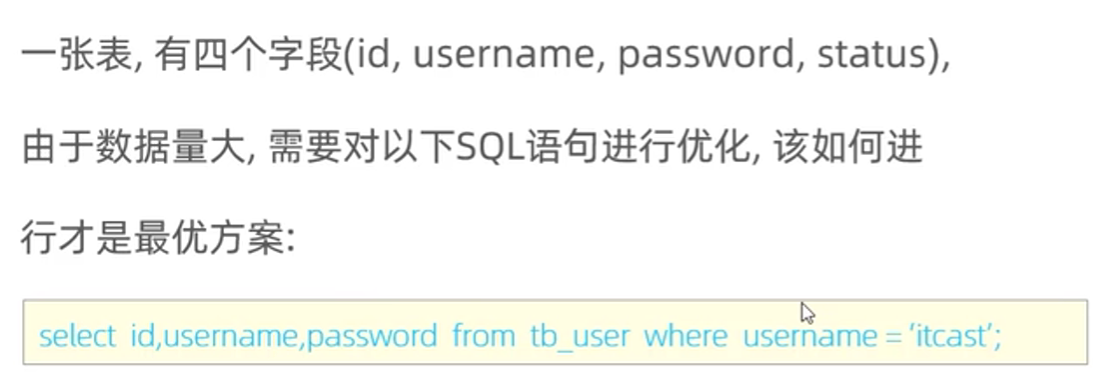 一张表, 有四个字段(id, username, password, status),
由于数据量大, 需要对以下SQL语句进行优化, 该如何进
行才是最优方案:
select id,username,password from tb_user where username = 'itcast';